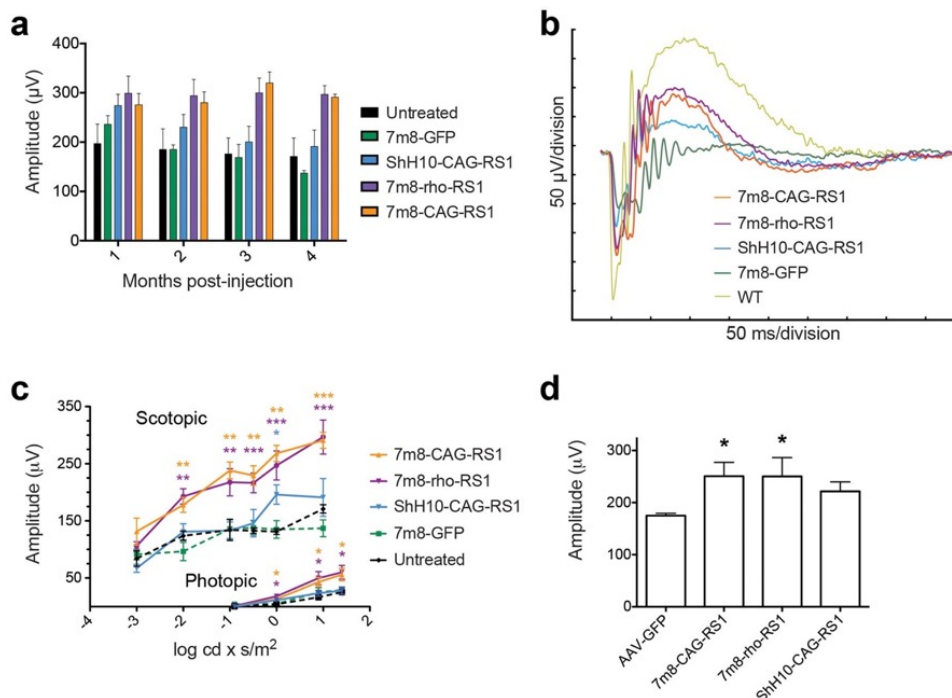 a
400
300
200
100
0
Amplitude (µV)
1
2
3
4
Months post-injection
Untreated
7m8-GFP
ShH10-CAG-RS1
7m8-rho-RS1
7m8-CAG-RS1
b
50 µV/division
7m8-CAG-RS1
7m8-rho-RS1
ShH10-CAG-RS1
7m8-GFP
WT
50 ms/division
c
350
250
150
50
Amplitude (µV)
Scotopic
**
**
**
**
**
***
**
***
*
***
***
Photopic
*
*
*
*
*
*
-4
-3
-2
-1
0
1
2
log cd x s/m²
7m8-CAG-RS1
7m8-rho-RS1
ShH10-CAG-RS1
7m8-GFP
Untreated
d
300
200
100
0
Amplitude (µV)
*
*
AAV-GFP
7m8-CAG-RS1
7m8-rho-RS1
ShH10-CAG-RS1